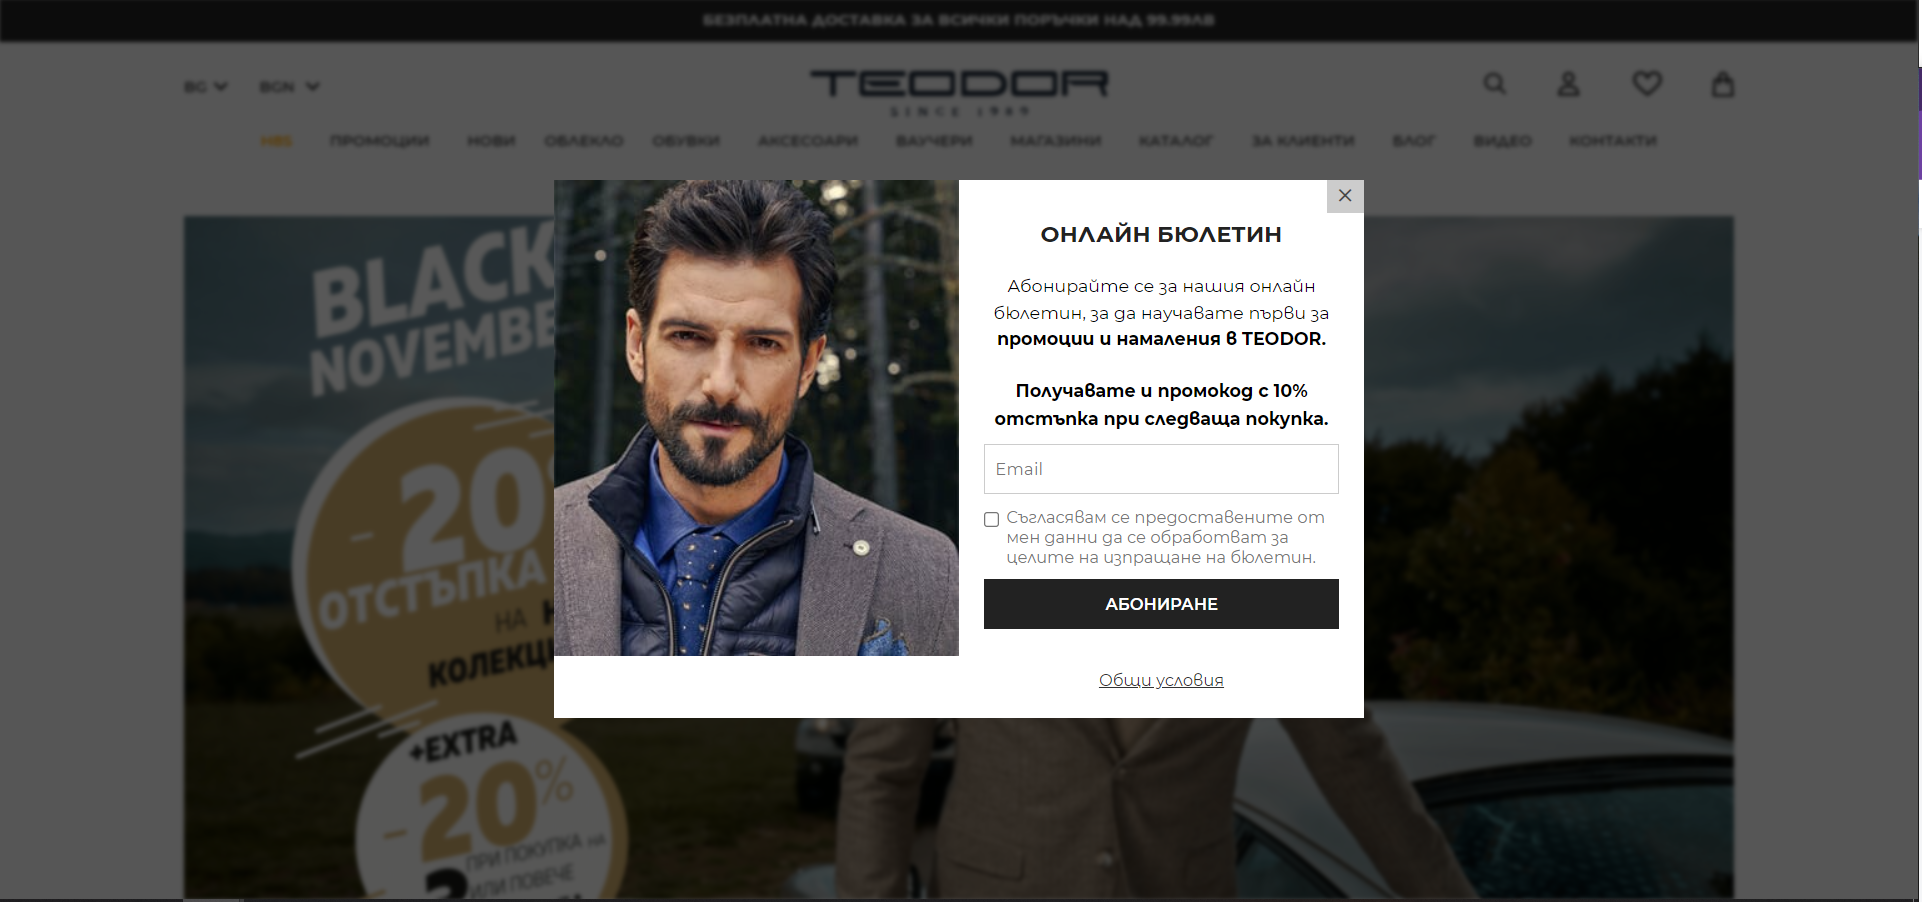 БЕЗПЛАТНА ДОСТАВКА ЗА ВСИЧКИ ПОРЪЧКИ НАД 99.99ЛВ
BG BGN
TEODOR
SINCE 1989
НОВИ ПРОМОЦИИ ОБЛЕКЛО ОБУВКИ АКСЕСОАРИ ВАУЧЕРИ МАГАЗИНИ КАТАЛОГ ЗА КЛИЕНТИ БЛОГ ВИДЕО КОНТАКТИ
BLACK
NOVEMBE
- 20
ОТСТЪПКА
НА
КОЛЕКЦ
+EXTRA
- 20%
ПРИ ПОКУПКА на
ИЛИ ПОВЕЧЕ
ОНЛАЙН БЮЛЕТИН
Абонирайте се за нашия онлайн
бюлетин, за да научавате първи за
промоции и намаления в TEODOR.
Получавате и промокод с 10%
отстъпка при следваща покупка.
Email
Съгласявам се предоставените от
мен данни да се обработват за
целите на изпращане на бюлетин.
АБОНИРАНЕ
Общи условия